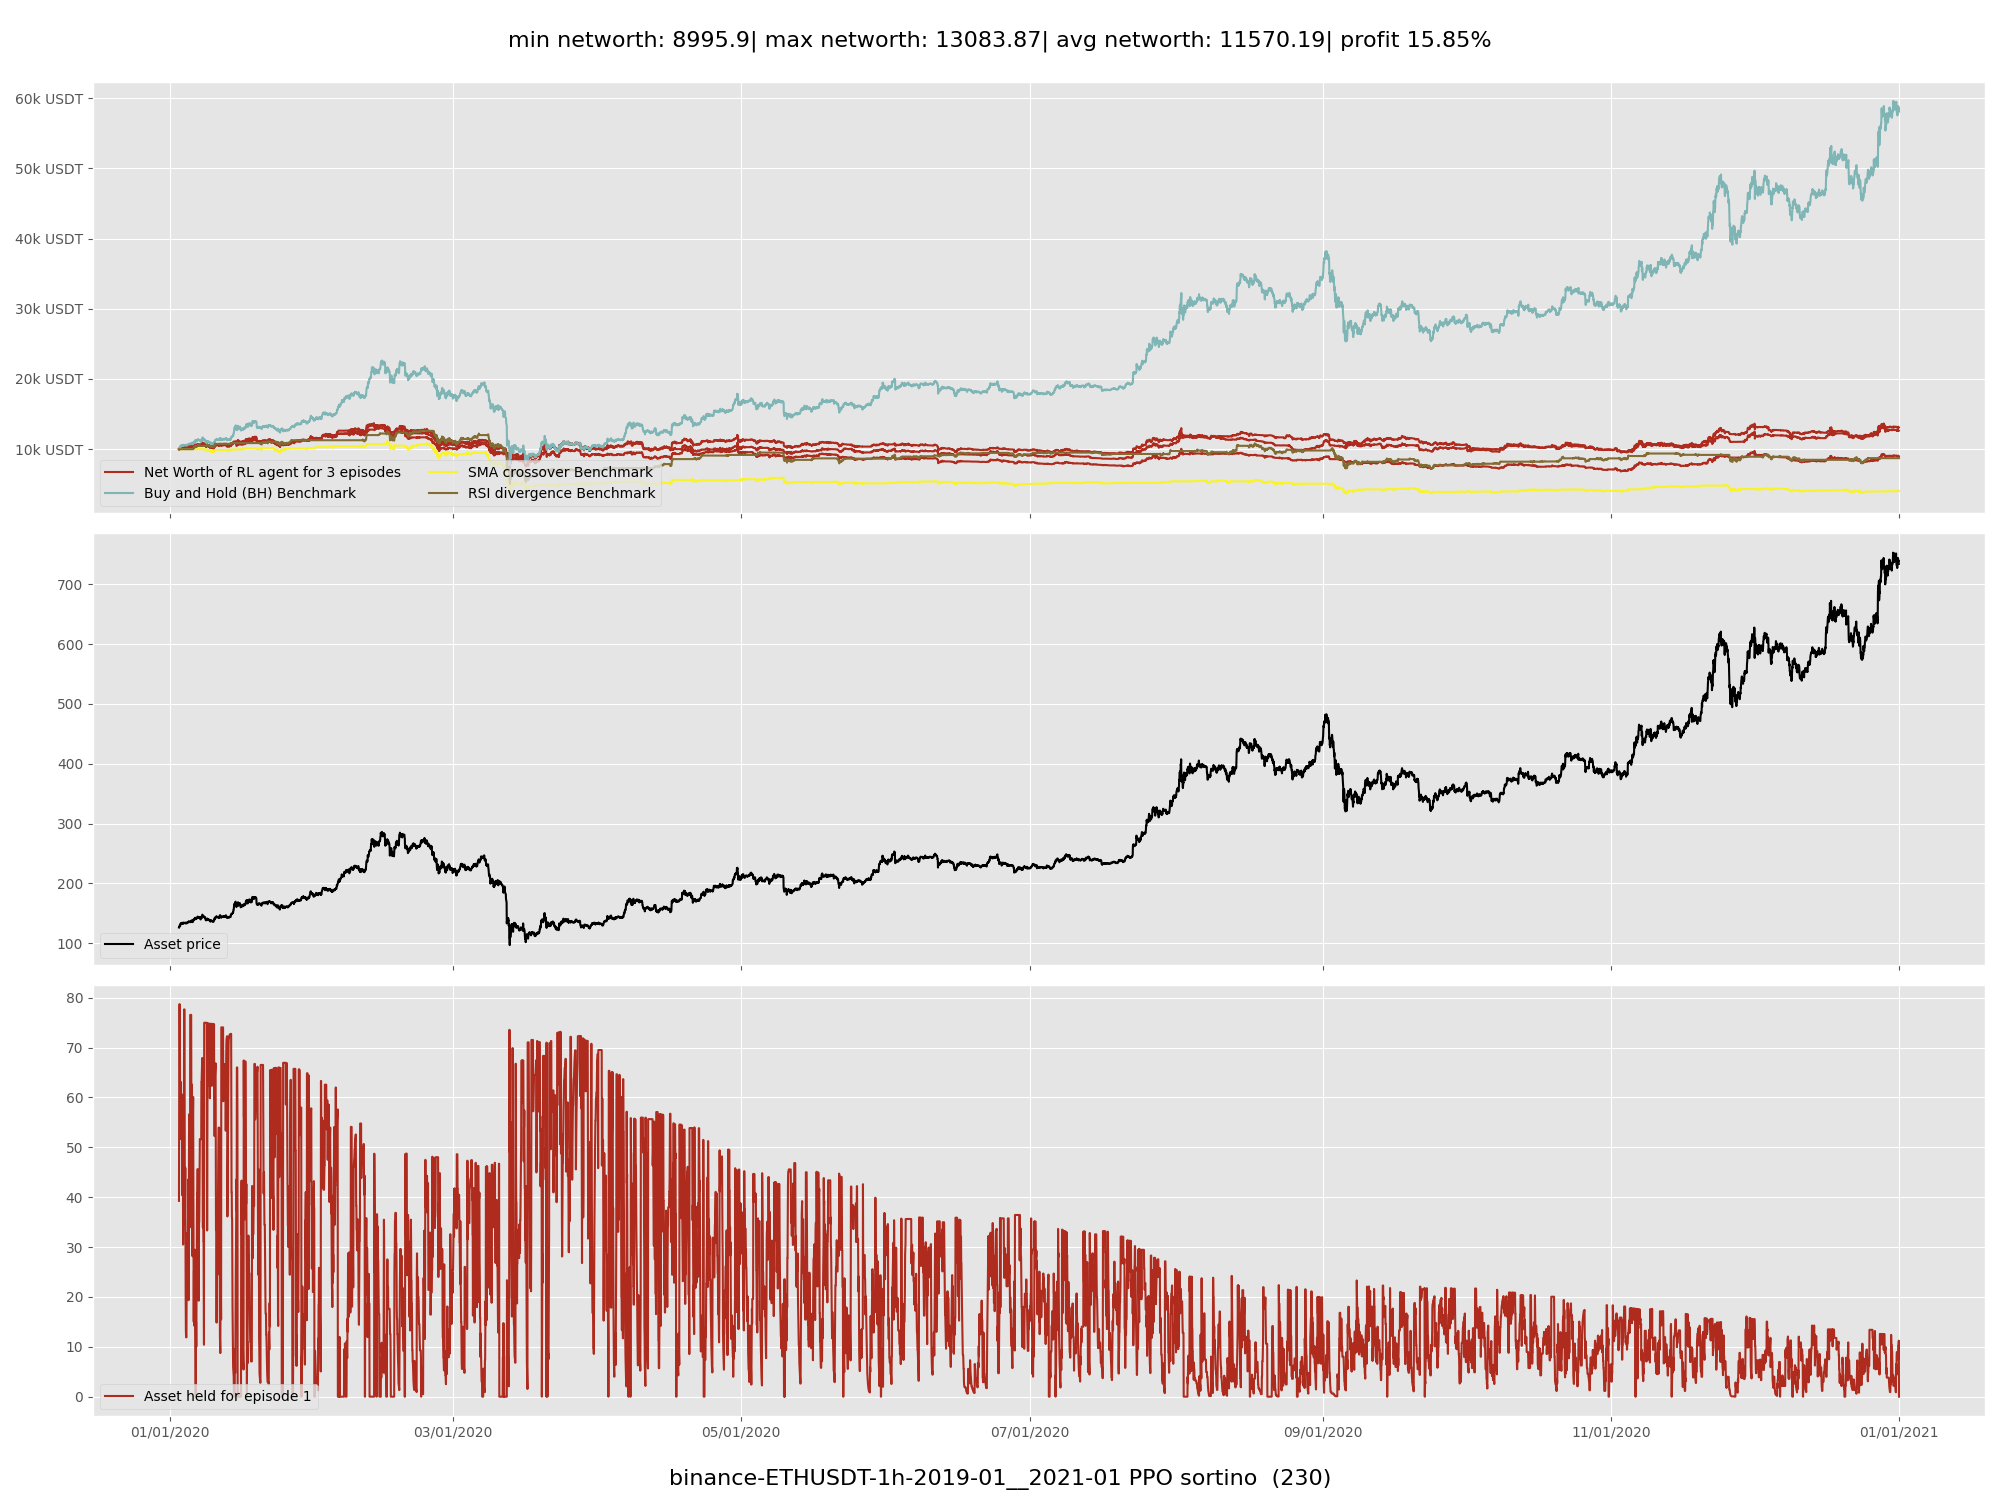 min networth: 8995.9| max networth: 13083.87| avg networth: 11570.19| profit 15.85%
60k USDT
50k USDT
40k USDT
30k USDT
20k USDT
10k USDT
Net Worth of RL agent for 3 episodes
Buy and Hold (BH) Benchmark
SMA crossover Benchmark
RSI divergence Benchmark
700
600
500
400
300
200
100
Asset price
80
70
60
50
40
30
20
10
0
Asset held for episode 1
01/01/2020 03/01/2020 05/01/2020 07/01/2020 09/01/2020 11/01/2020 01/01/2021
binance-ETHUSDT-1h-2019-01__2021-01 PPO sortino (230)